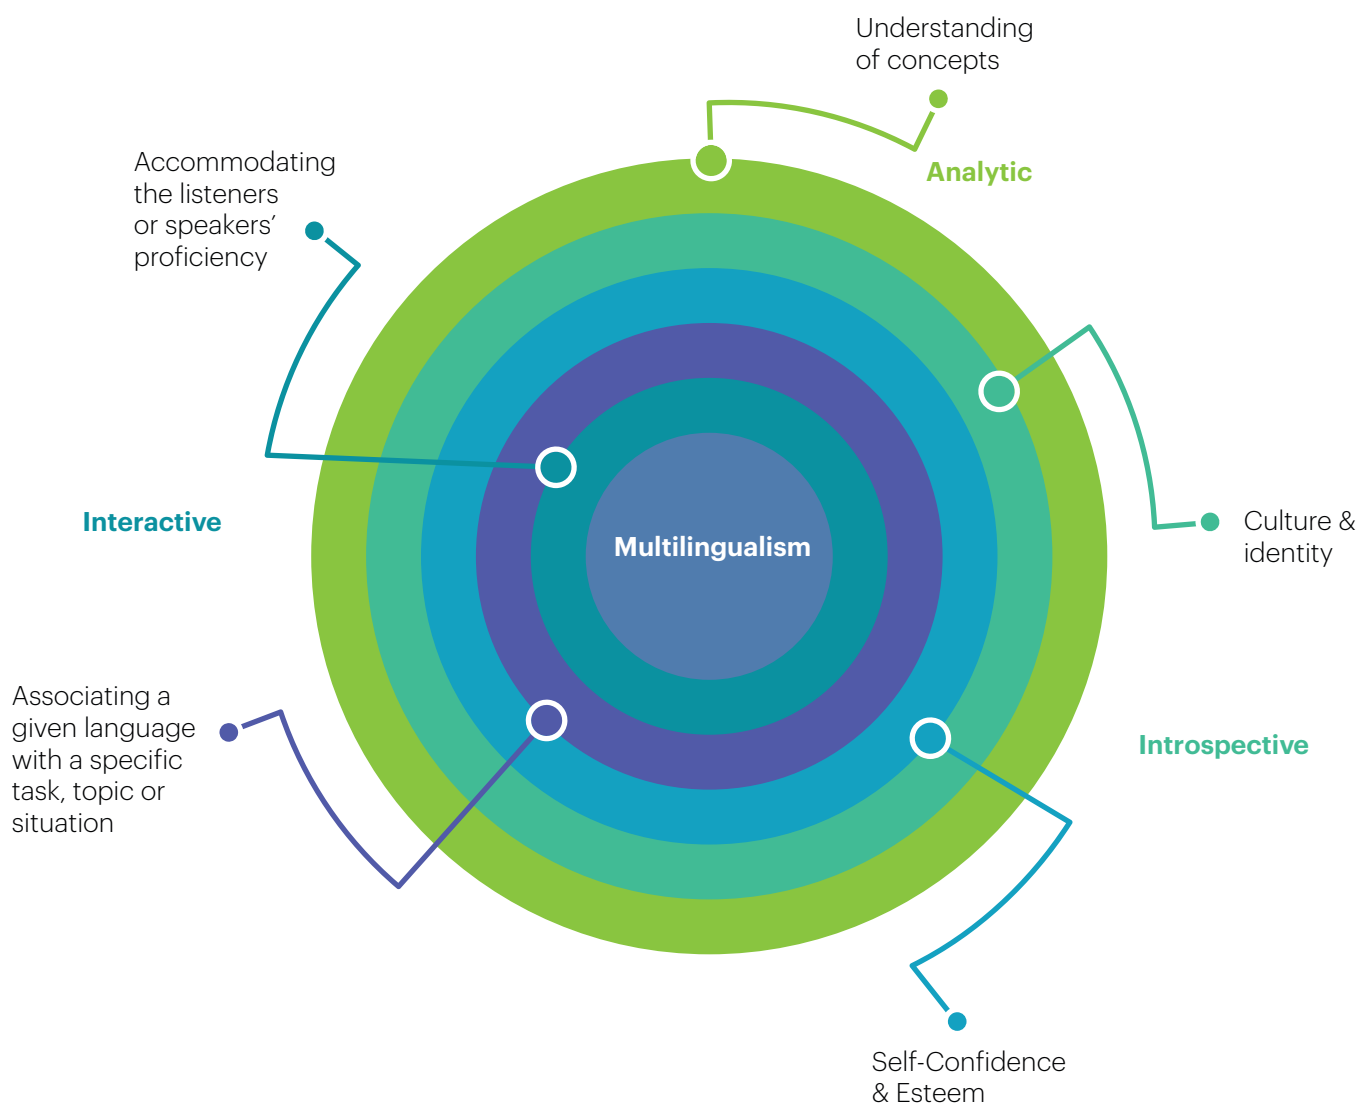 Understanding
of concepts
Analytic
Accommodating
the listeners
or speakers’
proficiency
Interactive
Multilingualism
Culture &
identity
Associating a
given language
with a specific
task, topic or
situation
Introspective
Self-Confidence
& Esteem